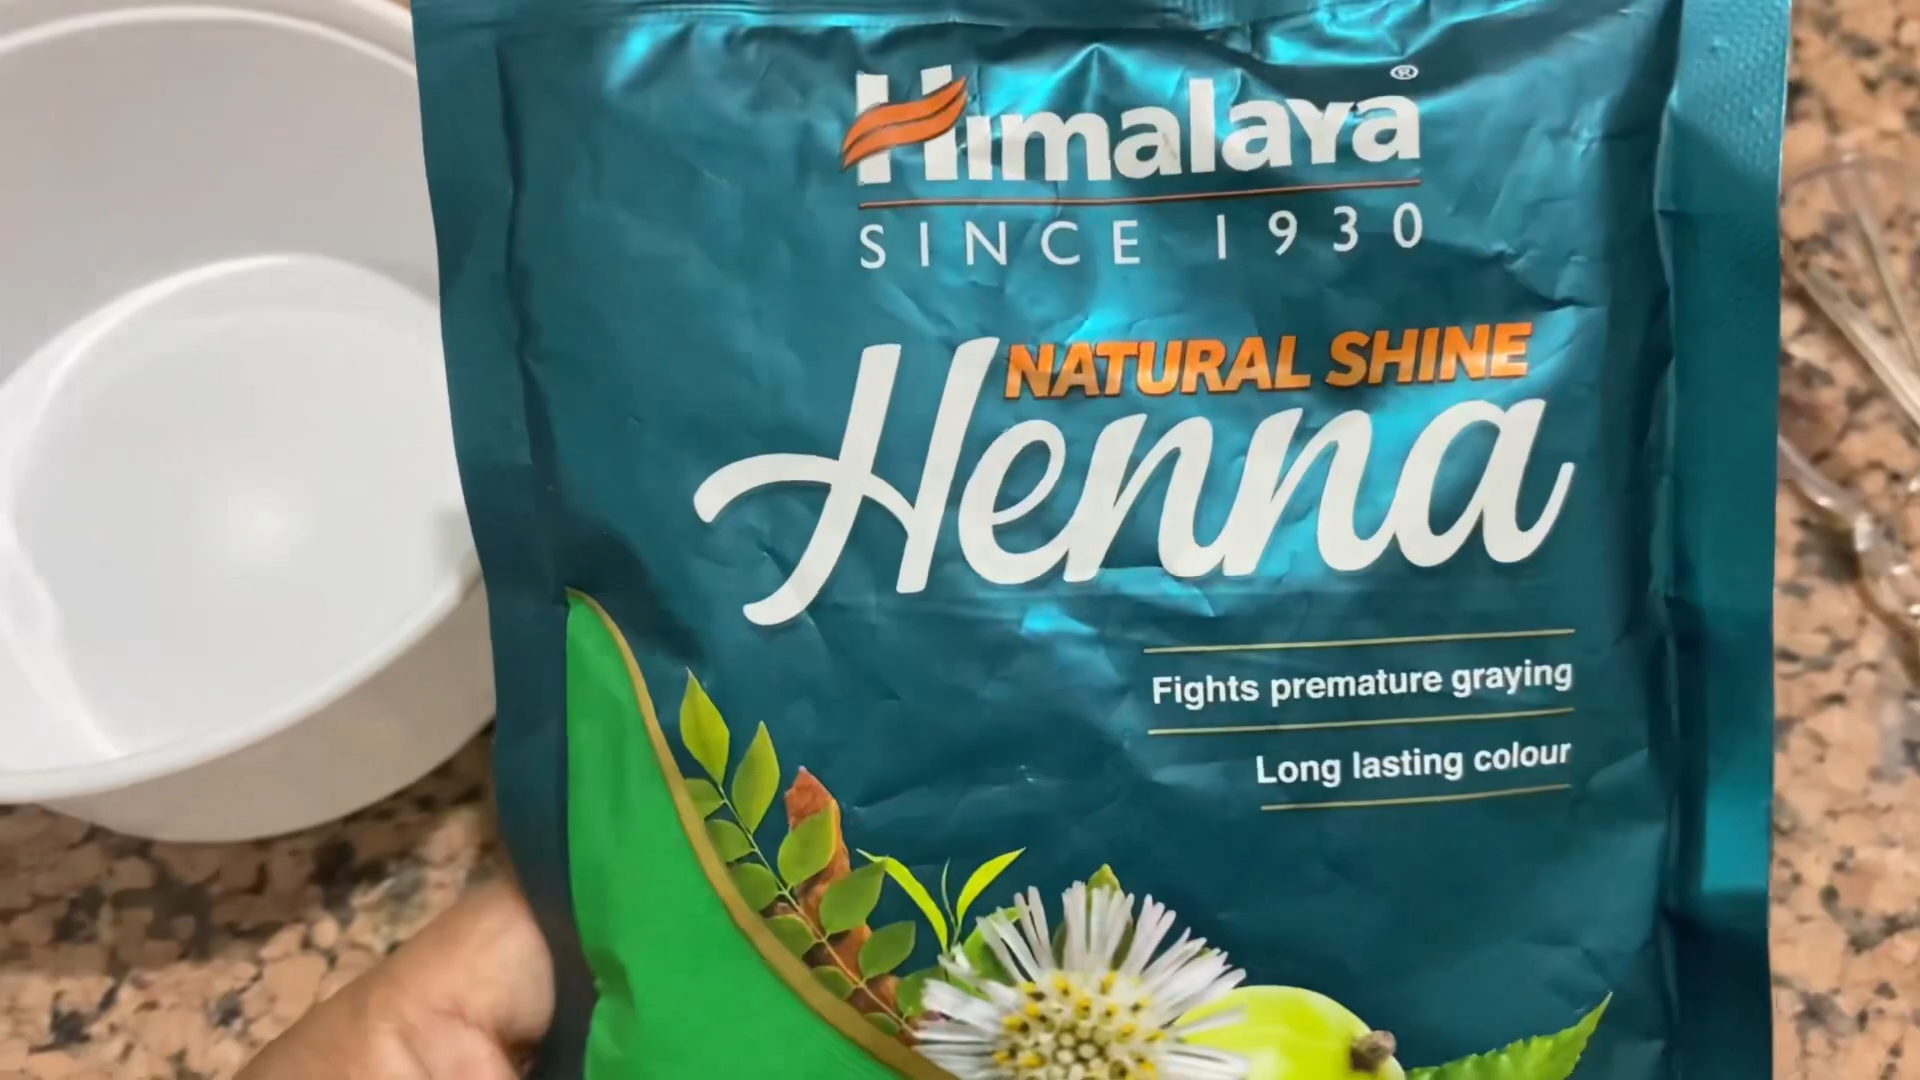 Himalaya®
SINCE 1930
NATURAL SHINE
Henna
Fights premature graying
Long lasting colour